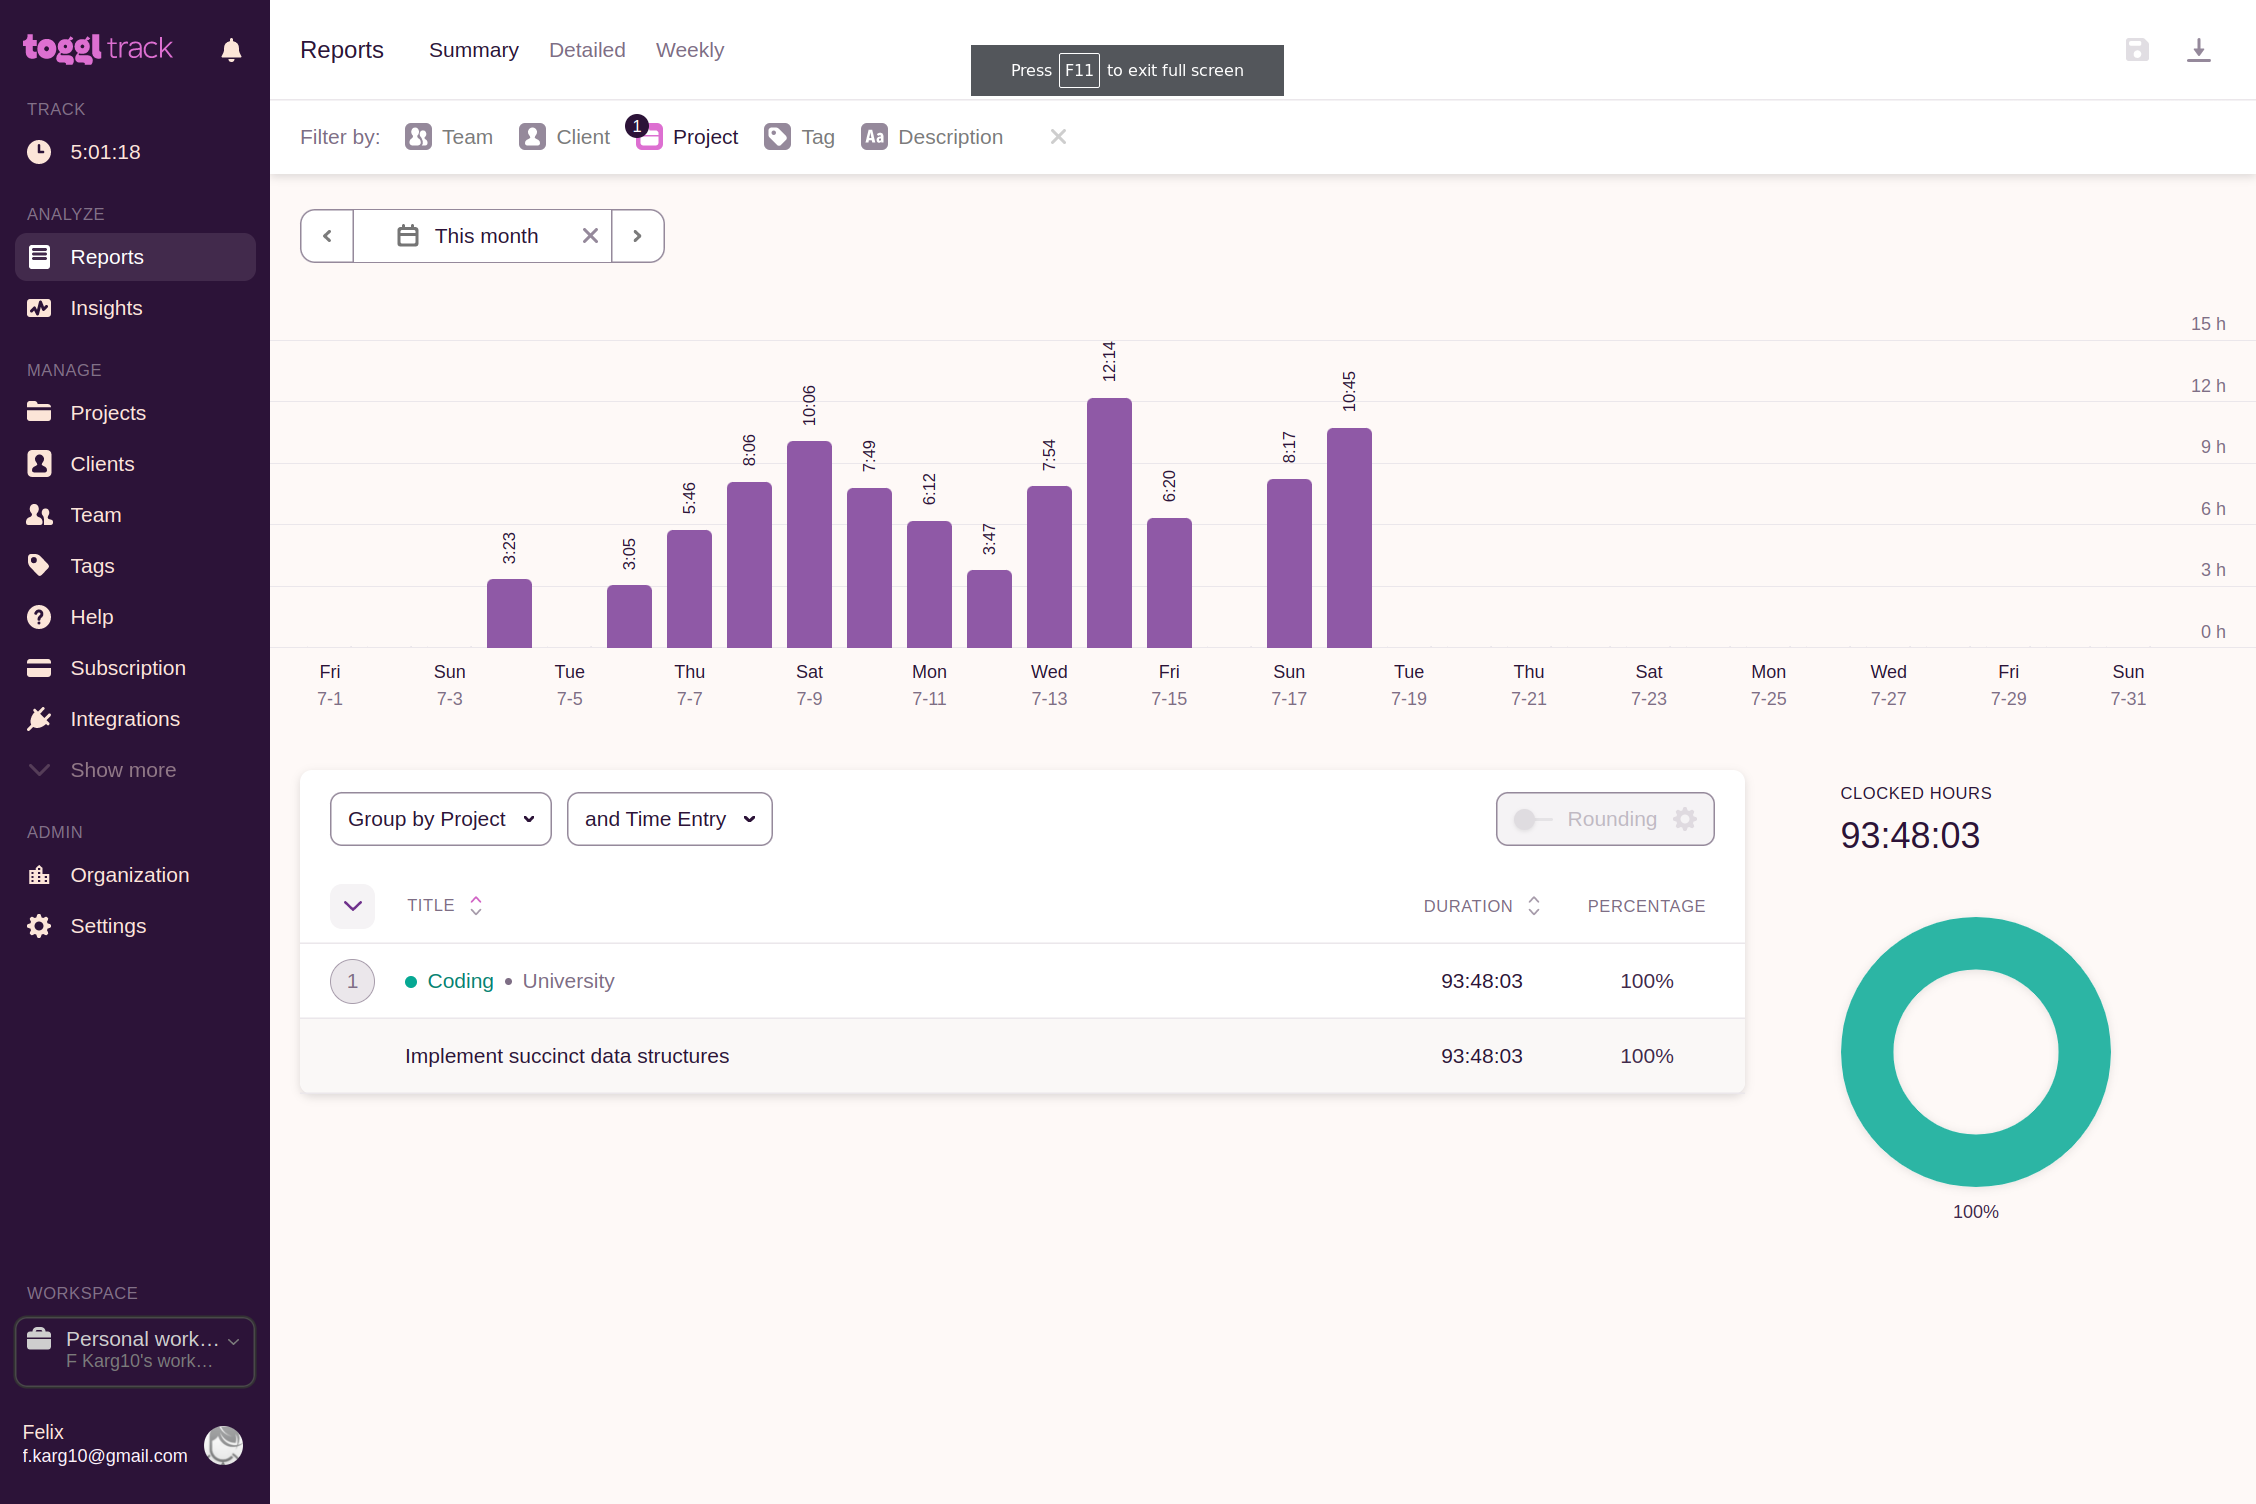 toggl track
TRACK
5:01:18
ANALYZE
Reports
Insights
MANAGE
Projects
Clients
Team
Tags
Help
Subscription
Integrations
Show more
ADMIN
Organization
Settings
WORKSPACE
Personal work…
F Karg10's work…
Felix
f.karg10@gmail.com
Reports Summary Detailed Weekly
Press F11 to exit full screen
Filter by: Team Client 1 Project Tag Aa Description
This month
15 h
12 h
9 h
6 h
3 h
0 h
3:23 3:05 5:46 8:06 10:06 7:49 6:12 3:47 7:54 12:14 6:20 8:17 10:45
Fri Sun Tue Thu Sat Mon Wed Fri Sun Tue Thu Sat Mon Wed Fri Sun
7-1 7-3 7-5 7-7 7-9 7-11 7-13 7-15 7-17 7-19 7-21 7-23 7-25 7-27 7-29 7-31
Group by Project and Time Entry Rounding
TITLE DURATION PERCENTAGE
1 Coding • University 93:48:03 100%
Implement succinct data structures 93:48:03 100%
CLOCKED HOURS
93:48:03
100%